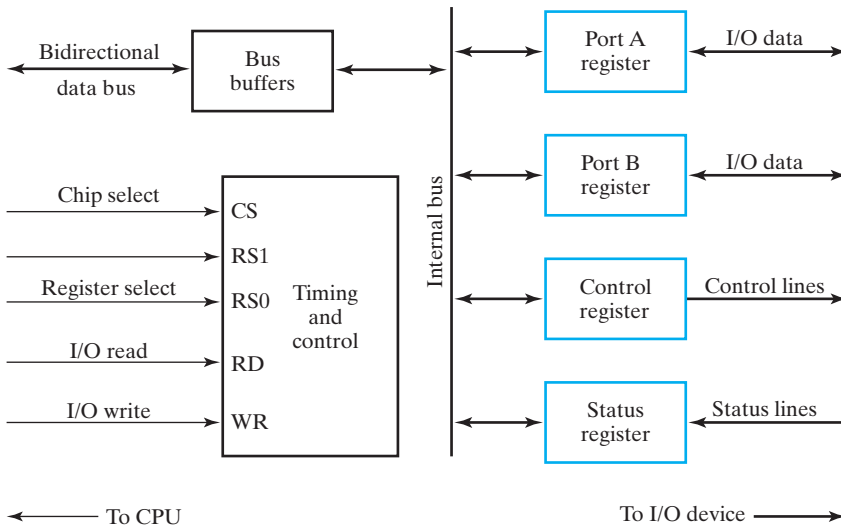 Bidirectional
data bus
Bus
buffers
Internal bus
Port A
register
I/O data
Port B
register
I/O data
Chip select
CS
RS1
Register select
RS0
I/O read
RD
I/O write
WR
Timing
and
control
Control
register
Control lines
Status
register
Status lines
To CPU
To I/O device